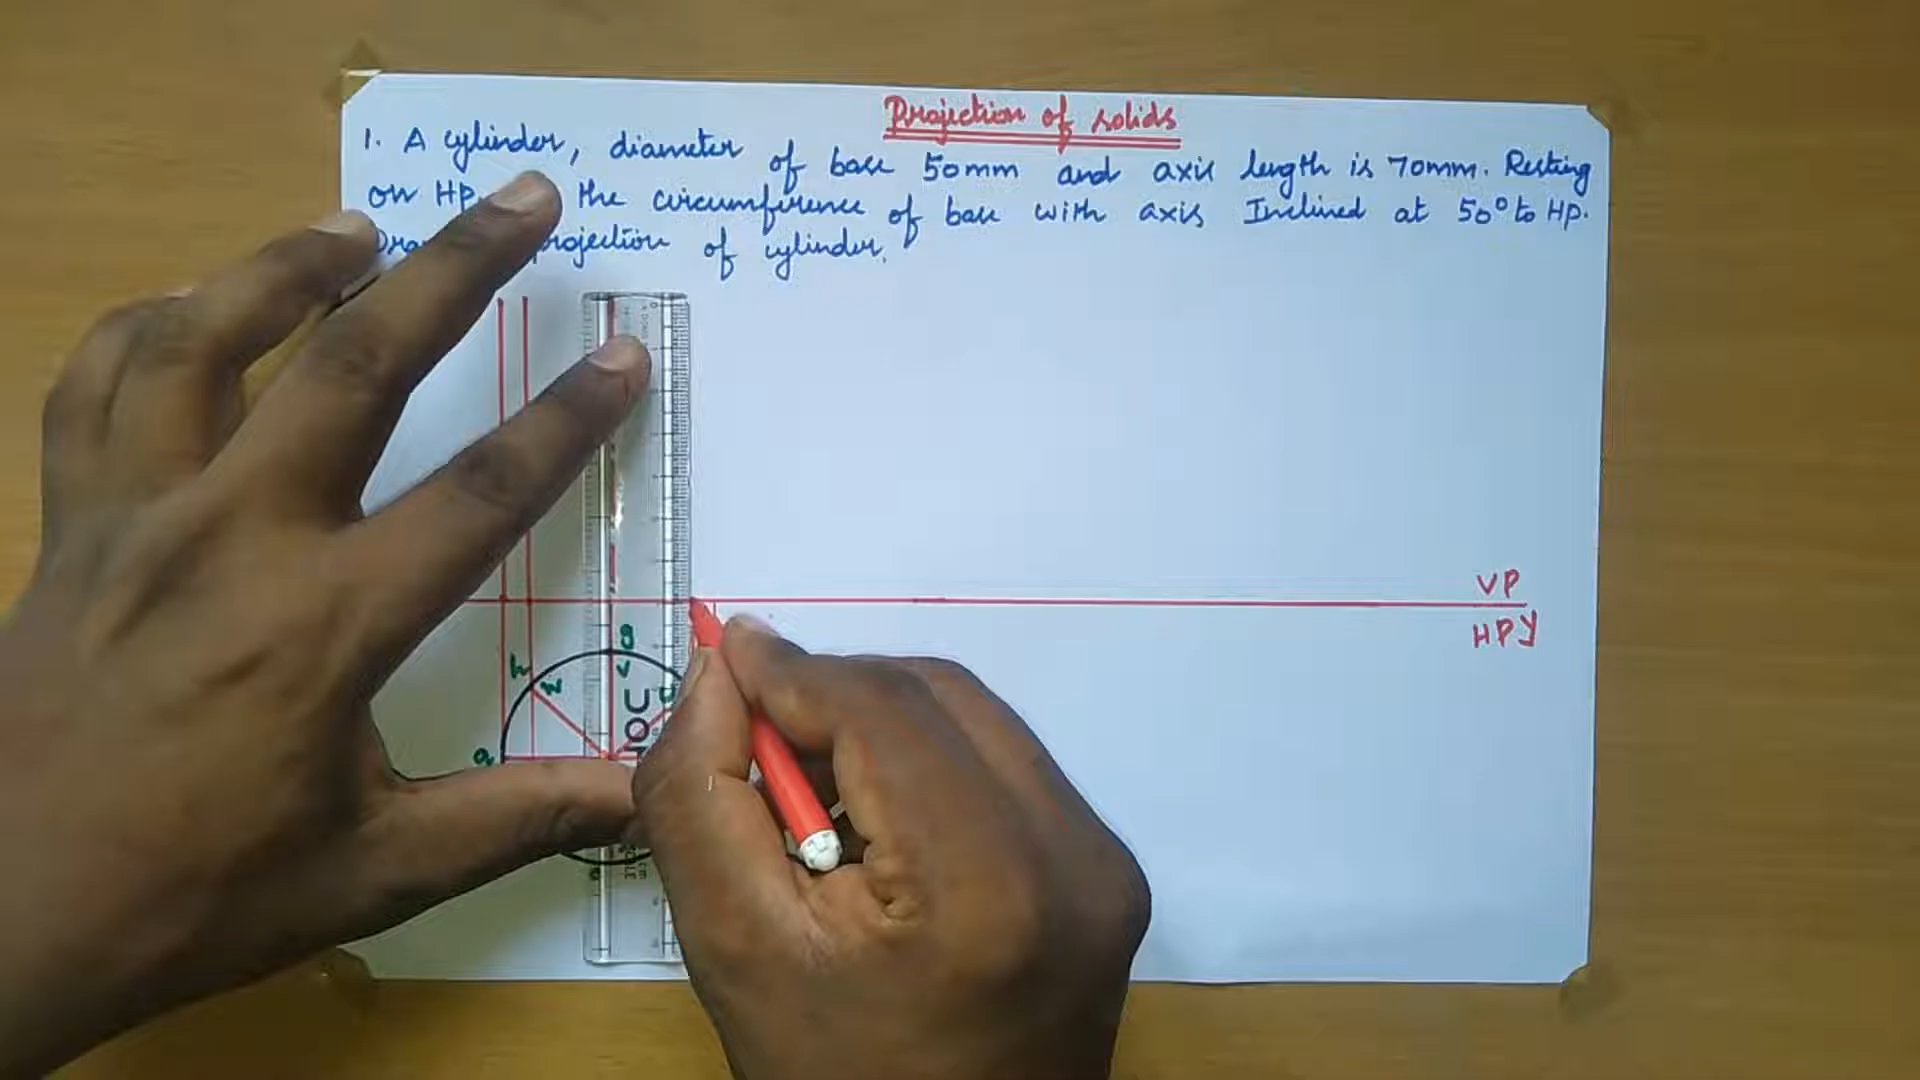 Projection of solids
1. A cylinder, diameter of base 50mm and axis length is 70mm. Resting
on HP the circumference of base with axis Inclined at 50° to HP.
projection of cylinder.
VP
HP y
a